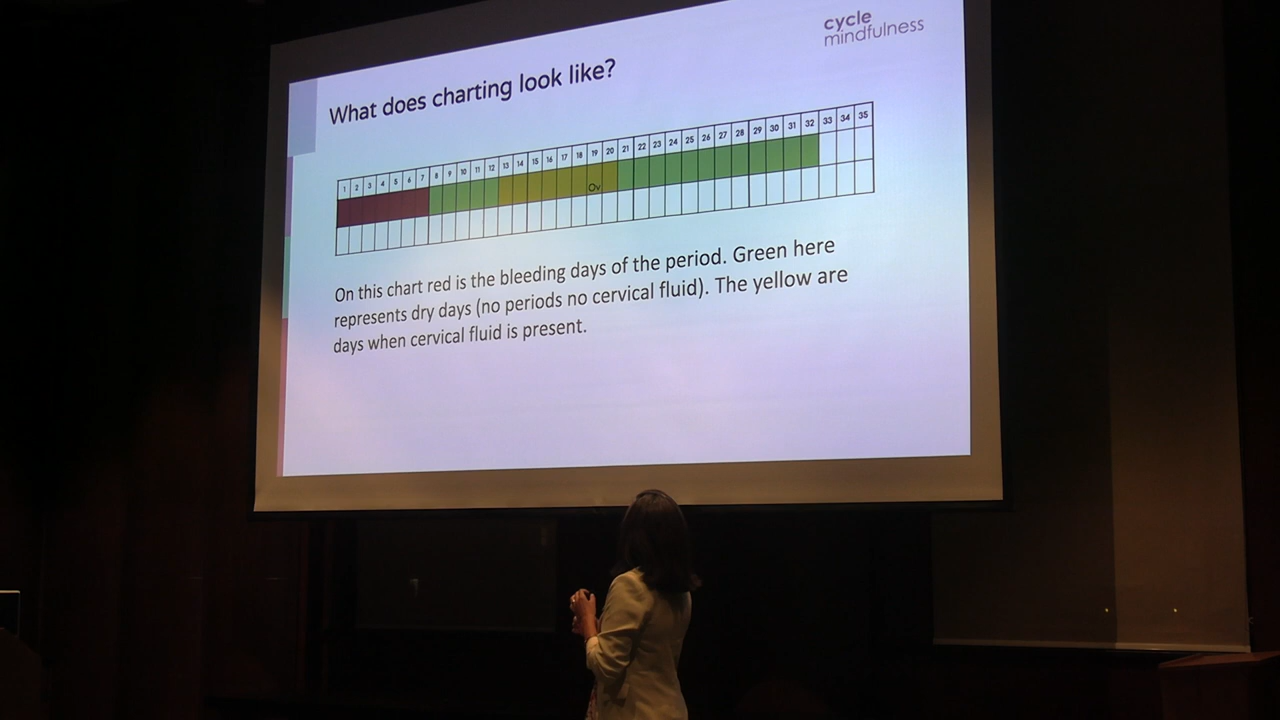 cycle
mindfulness
What does charting look like?
1 2 3 4 5 6 7 8 9 10 11 12 13 14 15 16 17 18 19 20 21 22 23 24 25 26 27 28 29 30 31 32 33 34 35
Ov
On this chart red is the bleeding days of the period. Green here
represents dry days (no periods no cervical fluid). The yellow are
days when cervical fluid is present.